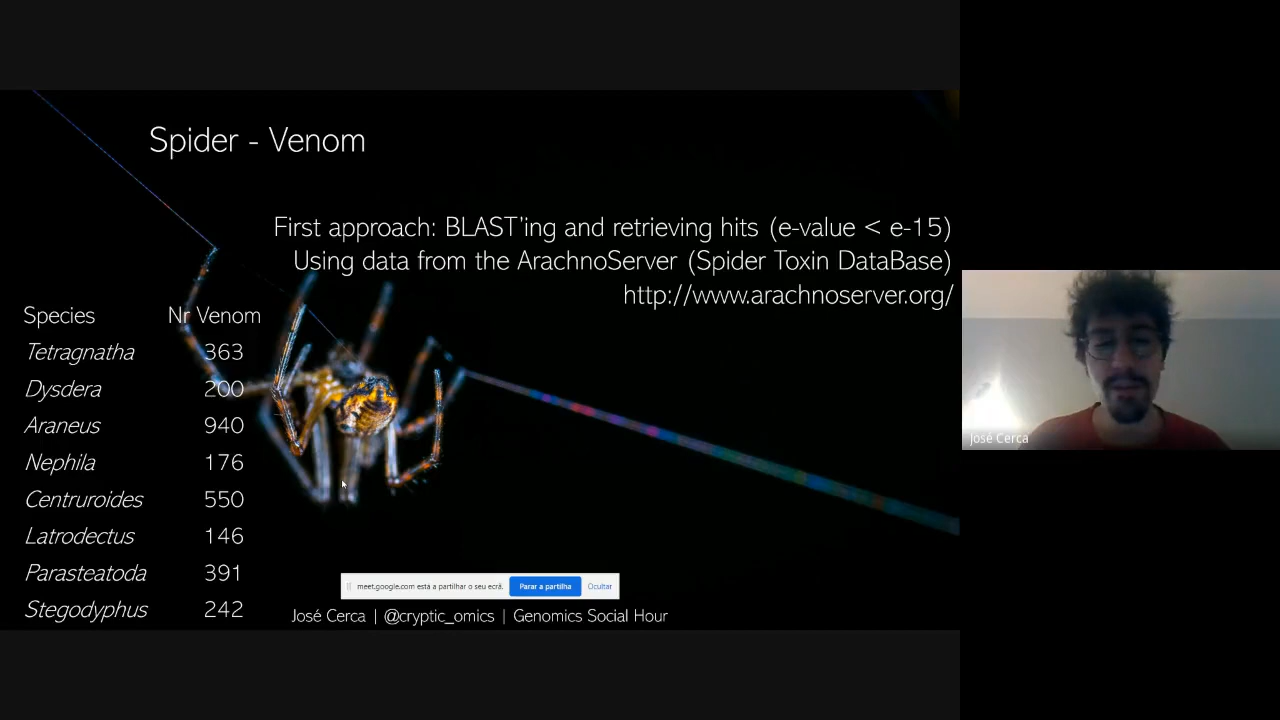 Spider - Venom
First approach: BLAST'ing and retrieving hits (e-value < e-15)
Using data from the ArachnoServer (Spider Toxin DataBase)
http://www.arachnoserver.org/
Species Nr Venom
Tetragnatha 363
Dysdera 200
Araneus 940
Nephila 176
Centruroides 550
Latrodectus 146
Parasteatoda 391
Stegodyphus 242
meet.google.com está a partilhar o seu ecrã. Parar a partilha Ocultar
José Cerca | @cryptic_omics | Genomics Social Hour
José Cerca